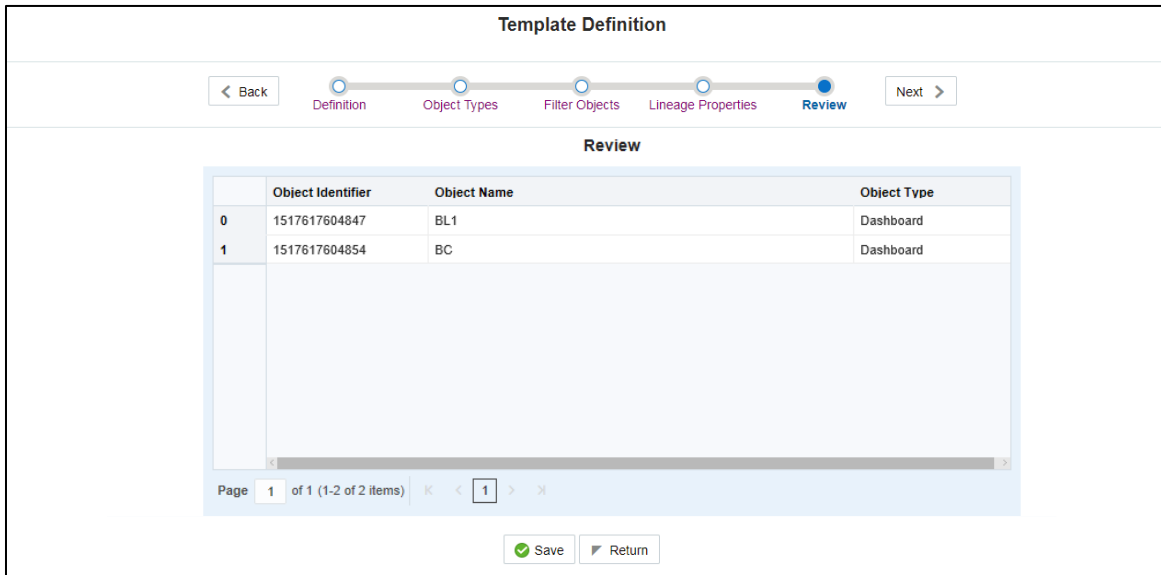 Template Definition
Back
Definition Object Types Filter Objects Lineage Properties Review
Next
Review
Object Identifier Object Name Object Type
0 1517617604847 BL1 Dashboard
1 1517617604854 BC Dashboard
Page 1 of 1 (1-2 of 2 items) 1
Save Return